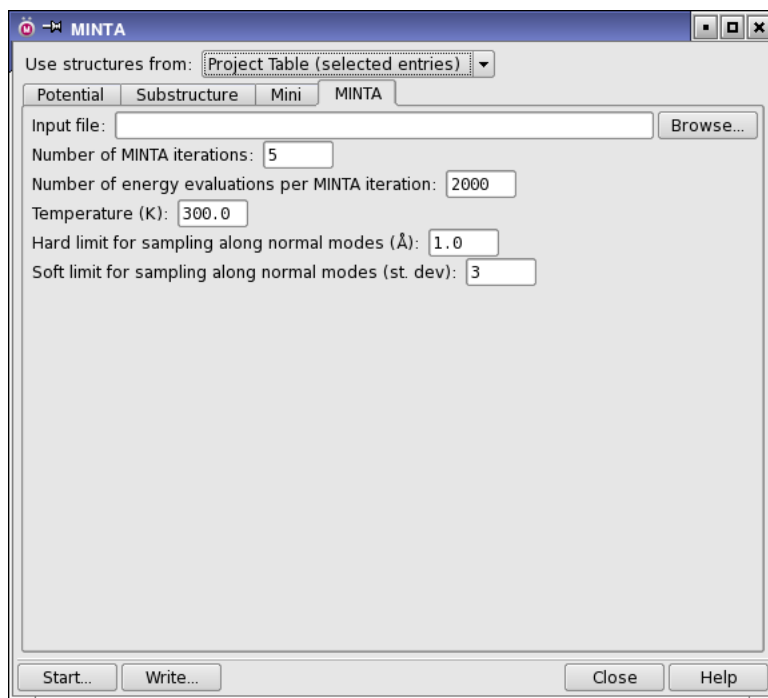 MINTA
Use structures from: Project Table (selected entries)
Potential Substructure Mini MINTA
Input file: Browse...
Number of MINTA iterations: 5
Number of energy evaluations per MINTA iteration: 2000
Temperature (K): 300.0
Hard limit for sampling along normal modes (Å): 1.0
Soft limit for sampling along normal modes (st. dev): 3
Start... Write... Close Help